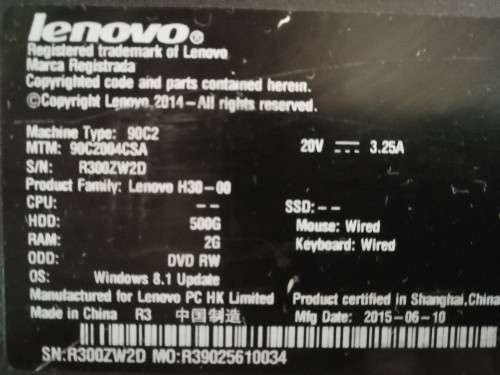 lenovo®
Registered trademark of Lenovo
Marca Registrada
Copyrighted code and parts contained herein.
©Copyright Lenovo 2014-All rights reserved.
Machine Type: 90C2
MTM: 90C2004CSA 20V ⎓ 3.25A
S/N: R300ZW2D
Product Family: Lenovo H30-00
CPU: -- SSD:--
HDD: 500G Mouse: Wired
RAM: 2G Keyboard: Wired
ODD: DVD RW
OS: Windows 8.1 Update
Manufactured for Lenovo PC HK Limited Product certified in Shanghai,China
Made in China R3 中国制造 Mfg Date: 2015-06-10
SN:R300ZW2D MO:R39025610034